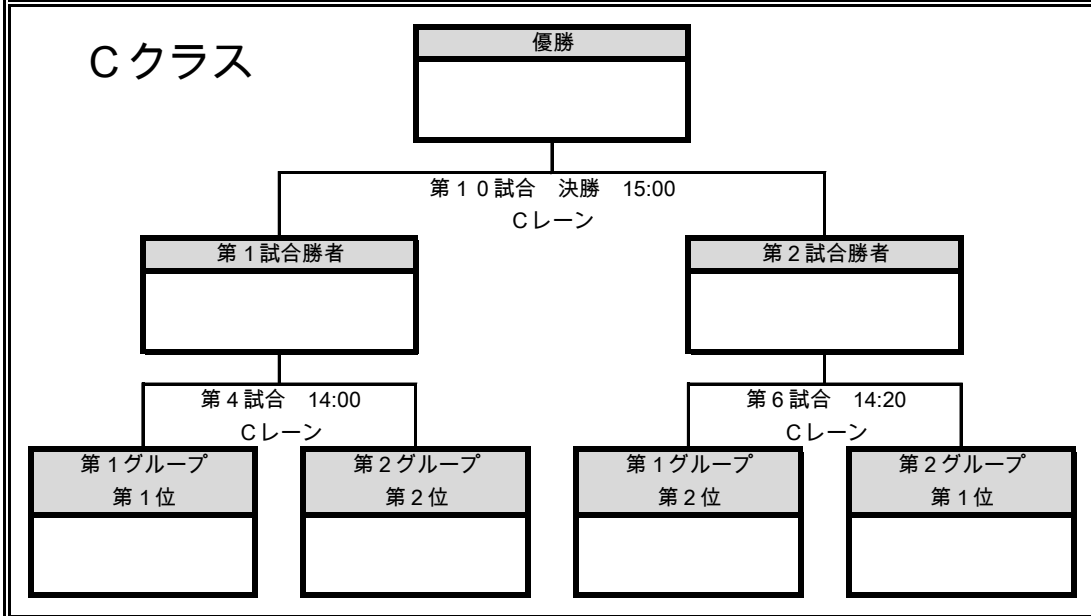 Cクラス
優勝
第10試合 決勝 15:00
Cレーン
第1試合勝者
第2試合勝者
第4試合 14:00
Cレーン
第6試合 14:20
Cレーン
第1グループ
第1位
第2グループ
第2位
第1グループ
第2位
第2グループ
第1位